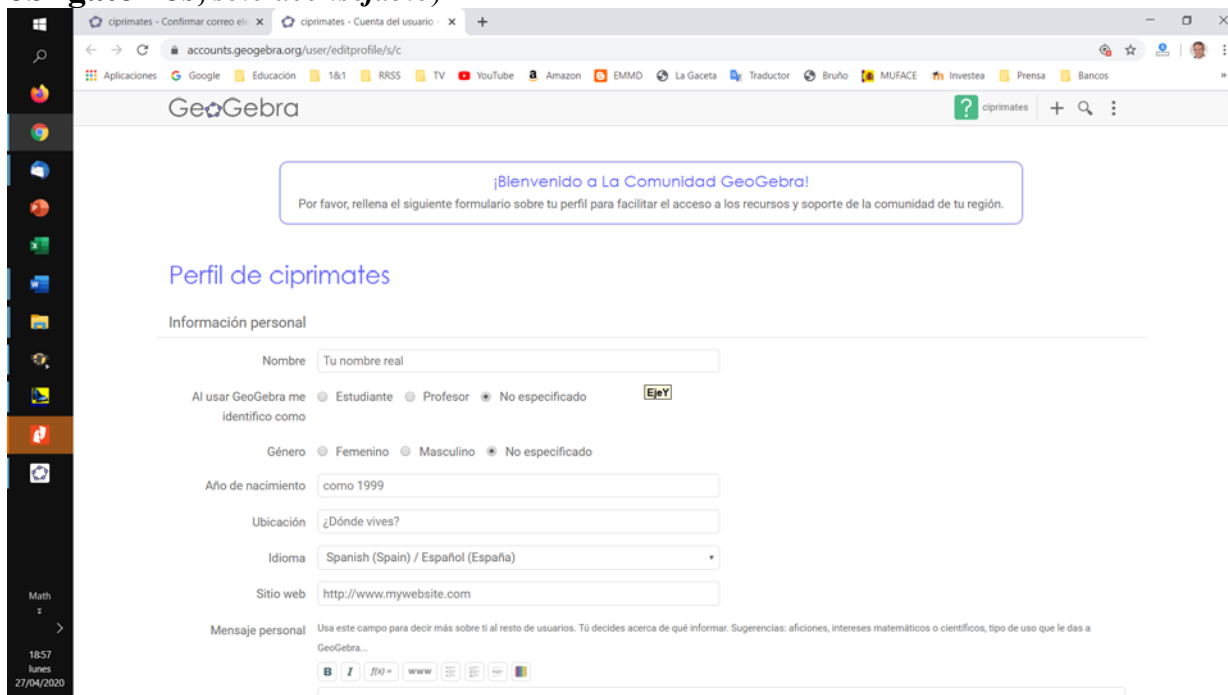 ciprimates - Confirmar correo ele
ciprimates - Cuenta del usuario -
accounts.geogebra.org/user/editprofile/s/c
Aplicaciones Google Educación 1&1 RRSS TV YouTube Amazon EMMD La Gaceta Traductor Bruño MUFACE Investea Prensa Bancos
GeoGebra
ciprimates
¡Bienvenido a La Comunidad GeoGebra!
Por favor, rellena el siguiente formulario sobre tu perfil para facilitar el acceso a los recursos y soporte de la comunidad de tu región.
Perfil de ciprimates
Información personal
Nombre Tu nombre real
Al usar GeoGebra me identifico como Estudiante Profesor No especificado
EjeY
Género Femenino Masculino No especificado
Año de nacimiento como 1999
Ubicación ¿Dónde vives?
Idioma Spanish (Spain) / Español (España)
Sitio web http://www.mywebsite.com
Mensaje personal Usa este campo para decir más sobre ti al resto de usuarios. Tú decides acerca de qué informar. Sugerencias: aficiones, intereses matemáticos o científicos, tipo de uso que le das a
GeoGebra...
B I f(x) = www
Math
18:57
lunes
27/04/2020